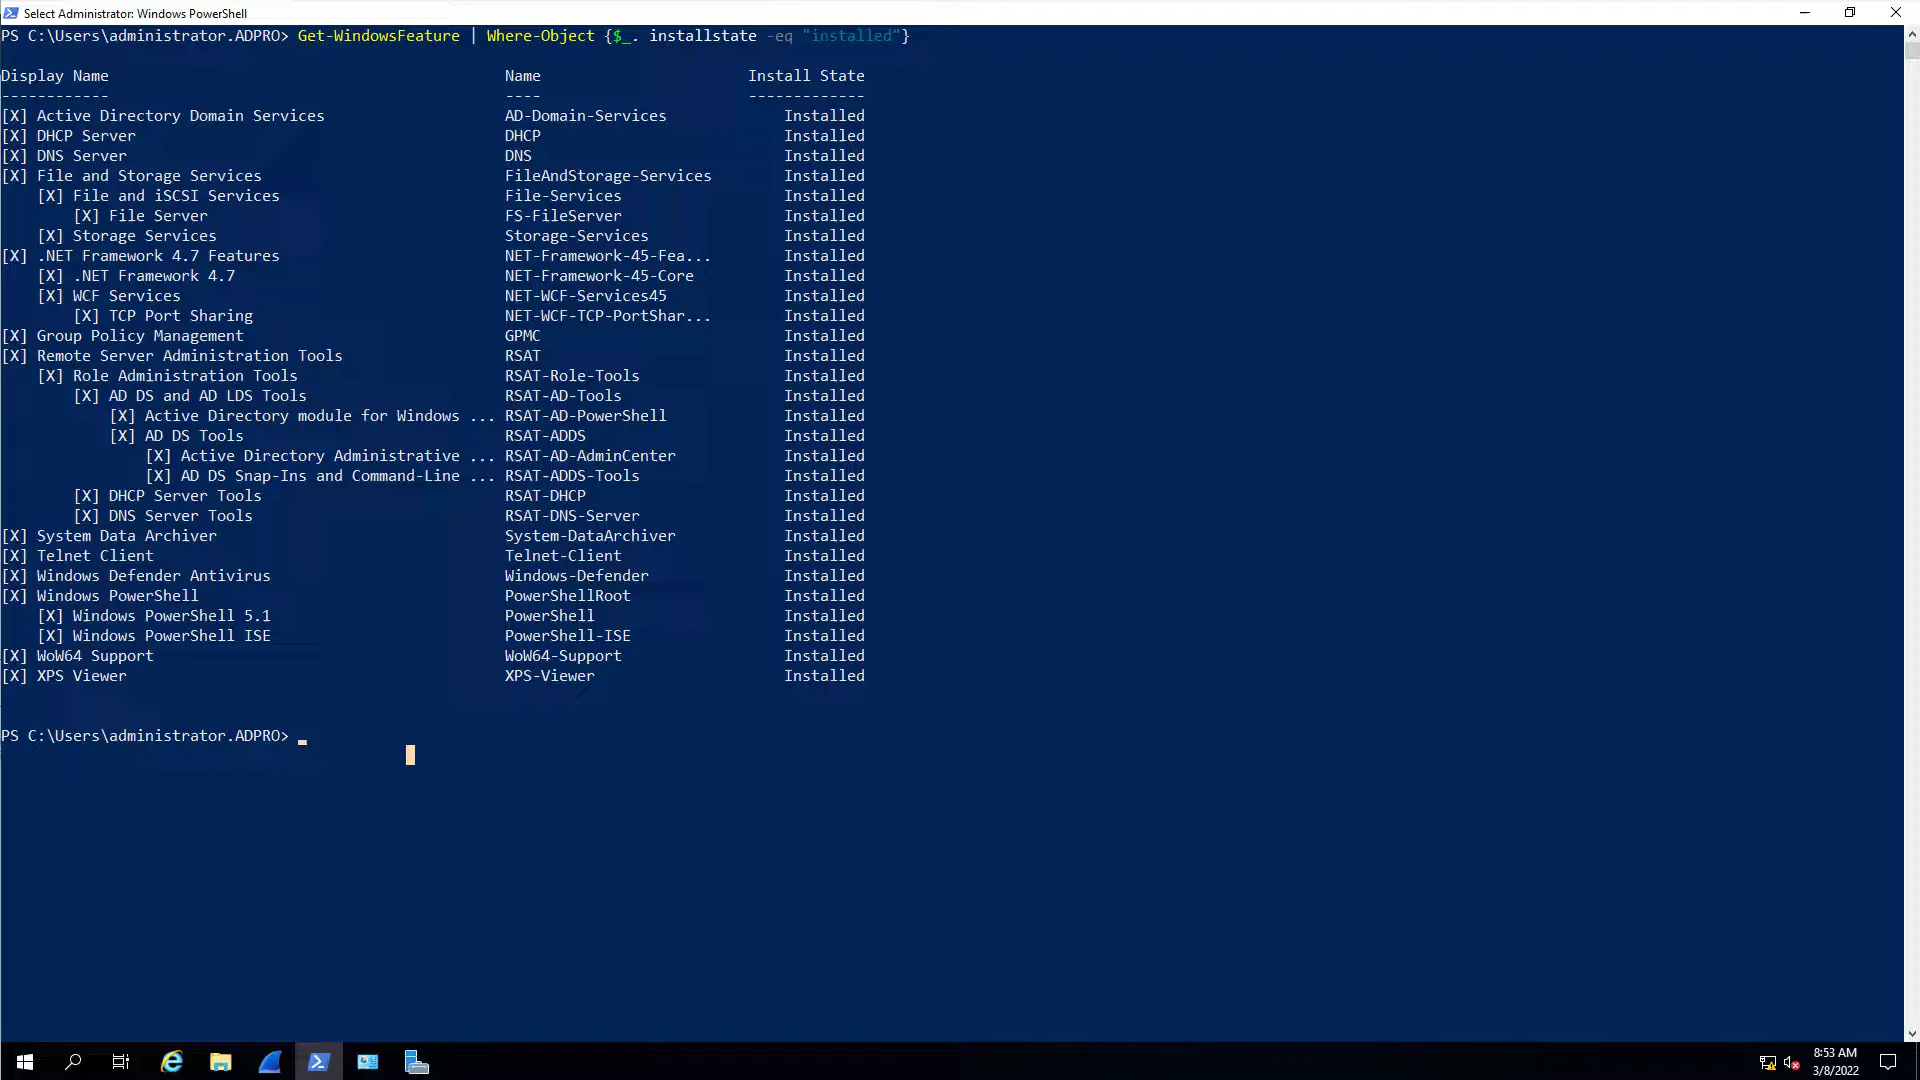 Select Administrator: Windows PowerShell
PS C:\Users\administrator.ADPRO> Get-WindowsFeature | Where-Object {$_. installstate -eq "installed"}
Display Name Name Install State
------------ ---- -------------
[X] Active Directory Domain Services AD-Domain-Services Installed
[X] DHCP Server DHCP Installed
[X] DNS Server DNS Installed
[X] File and Storage Services FileAndStorage-Services Installed
[X] File and iSCSI Services File-Services Installed
[X] File Server FS-FileServer Installed
[X] Storage Services Storage-Services Installed
[X] .NET Framework 4.7 Features NET-Framework-45-Fea... Installed
[X] .NET Framework 4.7 NET-Framework-45-Core Installed
[X] WCF Services NET-WCF-Services45 Installed
[X] TCP Port Sharing NET-WCF-TCP-PortShar... Installed
[X] Group Policy Management GPMC Installed
[X] Remote Server Administration Tools RSAT Installed
[X] Role Administration Tools RSAT-Role-Tools Installed
[X] AD DS and AD LDS Tools RSAT-AD-Tools Installed
[X] Active Directory module for Windows ... RSAT-AD-PowerShell Installed
[X] AD DS Tools RSAT-ADDS Installed
[X] Active Directory Administrative ... RSAT-AD-AdminCenter Installed
[X] AD DS Snap-Ins and Command-Line ... RSAT-ADDS-Tools Installed
[X] DHCP Server Tools RSAT-DHCP Installed
[X] DNS Server Tools RSAT-DNS-Server Installed
[X] System Data Archiver System-DataArchiver Installed
[X] Telnet Client Telnet-Client Installed
[X] Windows Defender Antivirus Windows-Defender Installed
[X] Windows PowerShell PowerShellRoot Installed
[X] Windows PowerShell 5.1 PowerShell Installed
[X] Windows PowerShell ISE PowerShell-ISE Installed
[X] WoW64 Support WoW64-Support Installed
[X] XPS Viewer XPS-Viewer Installed
PS C:\Users\administrator.ADPRO> _
8:53 AM
3/8/2022